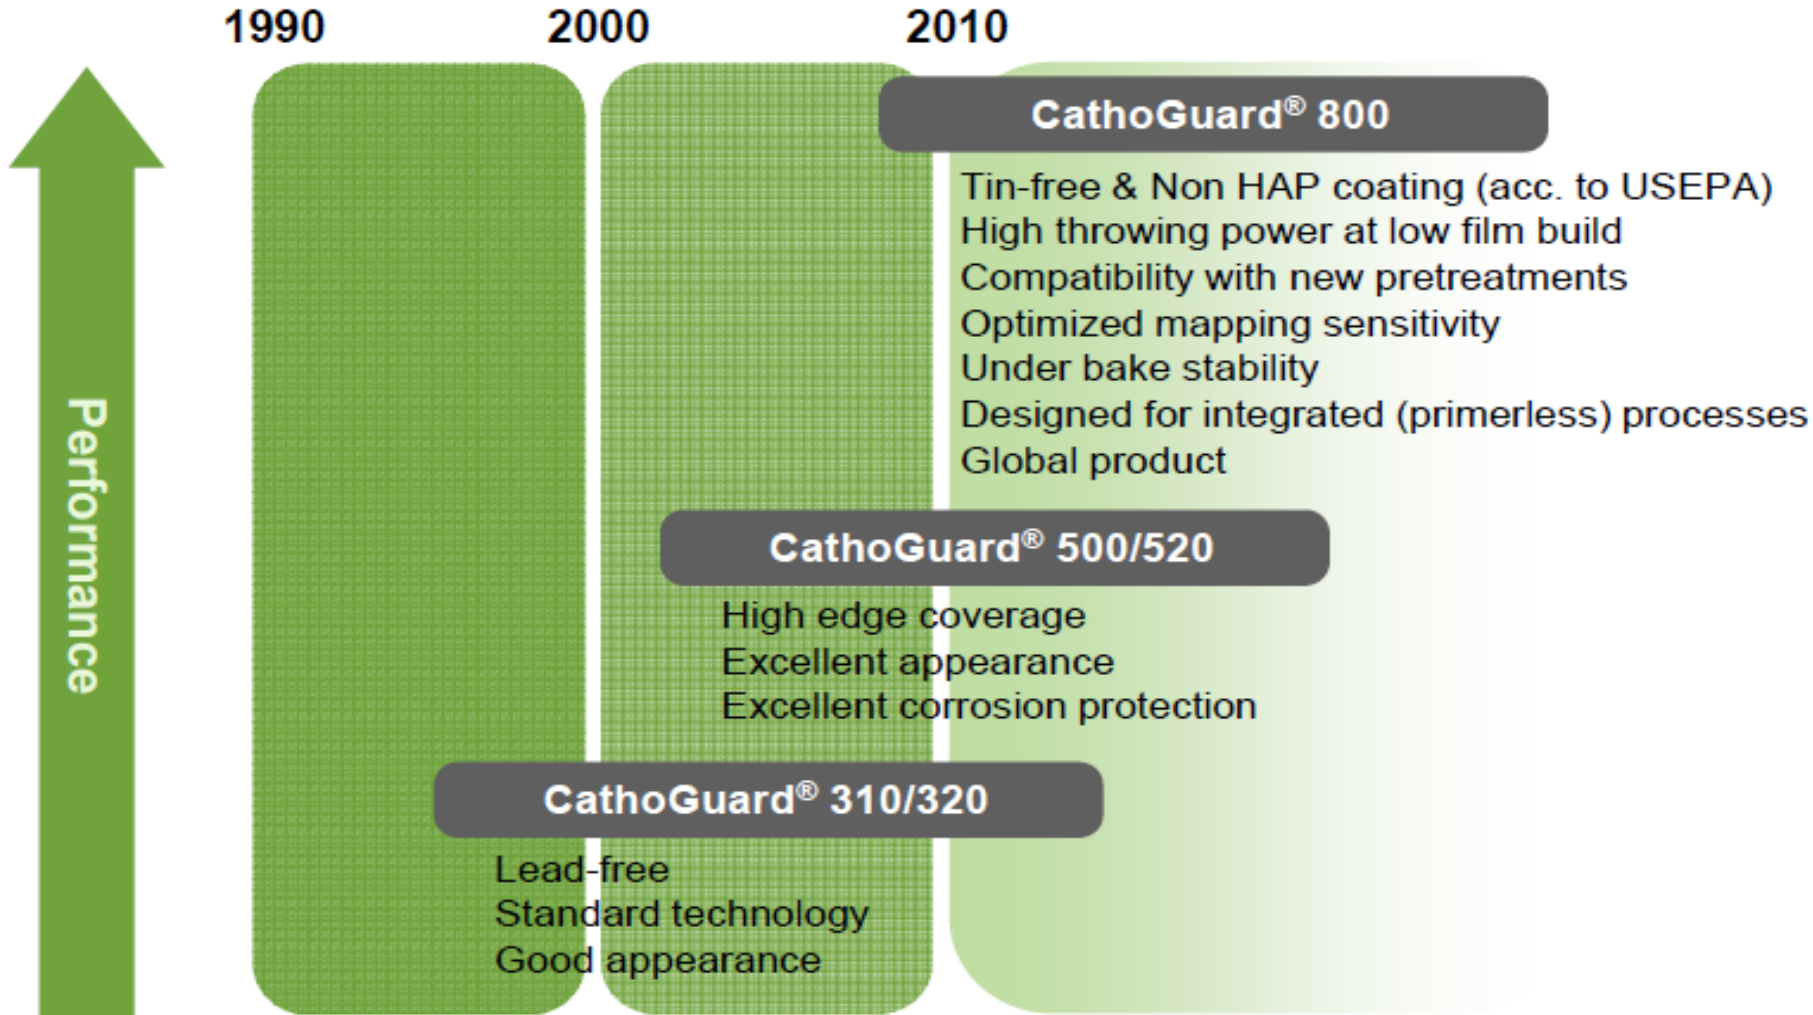 1990 2000 2010
CathoGuard® 800
Tin-free & Non HAP coating (acc. to USEPA)
High throwing power at low film build
Compatibility with new pretreatments
Optimized mapping sensitivity
Under bake stability
Designed for integrated (primerless) processes
Global product
Performance
CathoGuard® 500/520
High edge coverage
Excellent appearance
Excellent corrosion protection
CathoGuard® 310/320
Lead-free
Standard technology
Good appearance